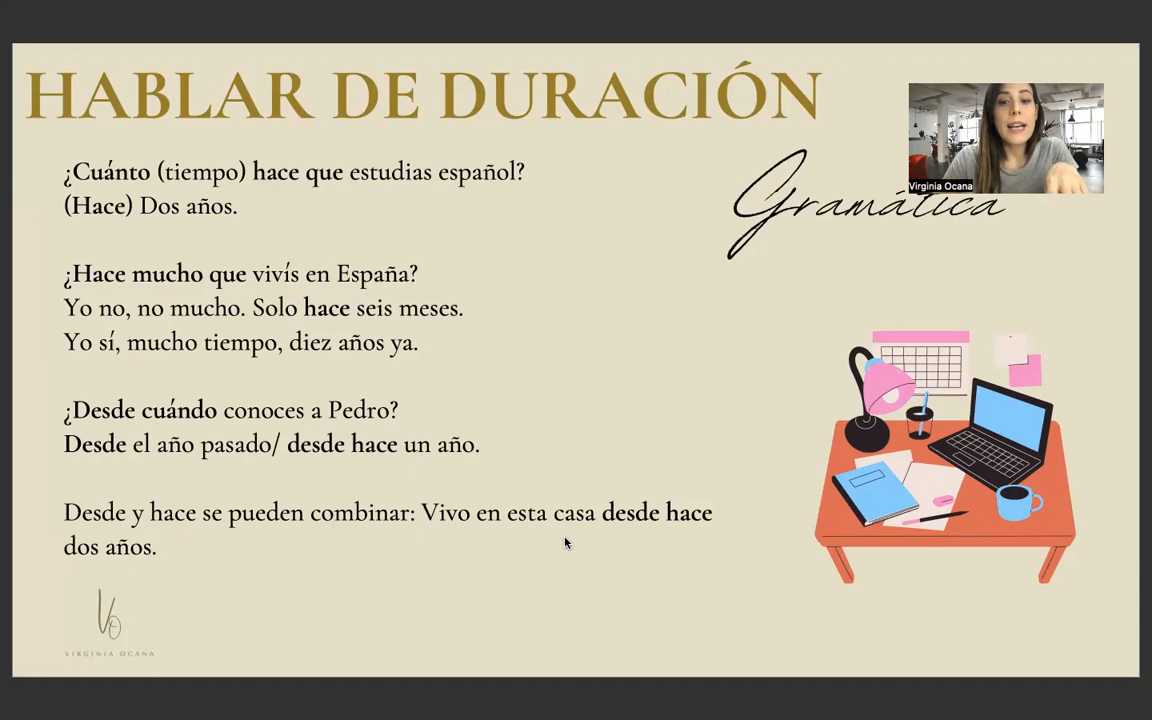 HABLAR DE DURACIÓN
Virginia Ocana
Gramática
¿Cuánto (tiempo) hace que estudias español?
(Hace) Dos años.
¿Hace mucho que vivís en España?
Yo no, no mucho. Solo hace seis meses.
Yo sí, mucho tiempo, diez años ya.
¿Desde cuándo conoces a Pedro?
Desde el año pasado/ desde hace un año.
Desde y hace se pueden combinar: Vivo en esta casa desde hace
dos años.
VO
VIRGINIA OCANA